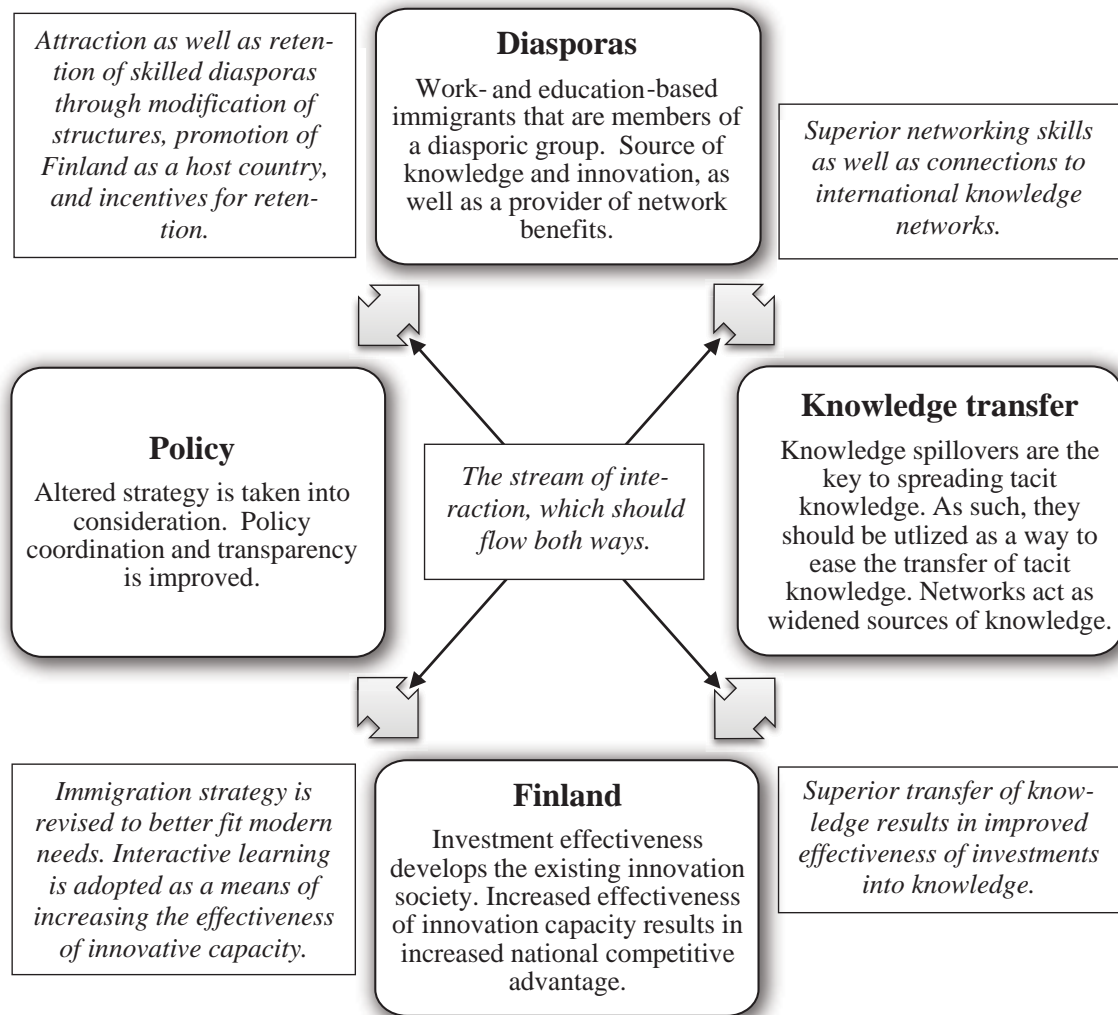 Attraction as well as reten-
tion of skilled diasporas
through modification of
structures, promotion of
Finland as a host country,
and incentives for reten-
tion.
Diasporas
Work- and education-based
immigrants that are members of
a diasporic group.  Source of
knowledge and innovation, as
well as a provider of network
benefits.
Superior networking skills
as well as connections to
international knowledge
networks.
Policy
Altered strategy is taken into
consideration.  Policy
coordination and transparency
is improved.
The stream of inte-
raction, which should
flow both ways.
Knowledge transfer
Knowledge spillovers are the
key to spreading tacit
knowledge. As such, they
should be utlized as a way to
ease the transfer of tacit
knowledge. Networks act as
widened sources of knowledge.
Immigration strategy is
revised to better fit modern
needs. Interactive learning
is adopted as a means of
increasing the effectiveness
of innovative capacity.
Finland
Investment effectiveness
develops the existing innovation
society. Increased effectiveness
of innovation capacity results in
increased national competitive
advantage.
Superior transfer of know-
ledge results in improved
effectiveness of investments
into knowledge.